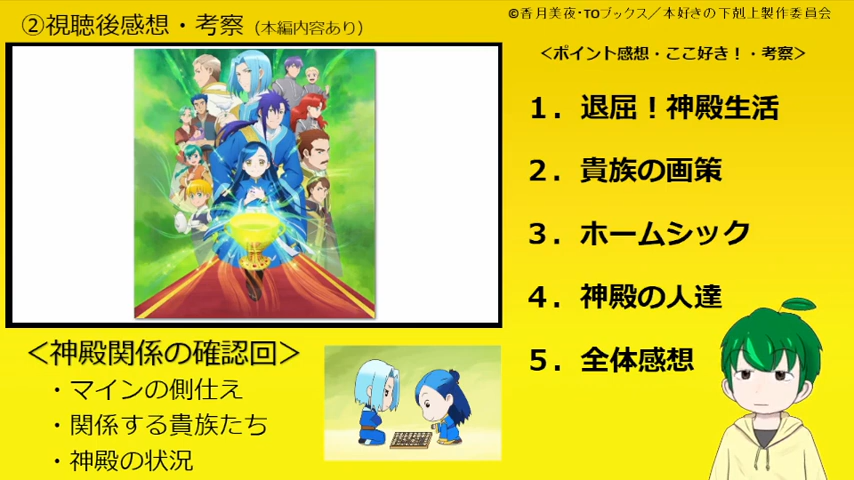 ②視聴後感想・考察 (本編内容あり)
©香月美夜・TOブックス／本好きの下剋上製作委員会
＜ポイント感想・ここ好き！・考察＞
１．退屈！神殿生活
２．貴族の画策
３．ホームシック
４．神殿の人達
５．全体感想
＜神殿関係の確認回＞
・マインの側仕え
・関係する貴族たち
・神殿の状況